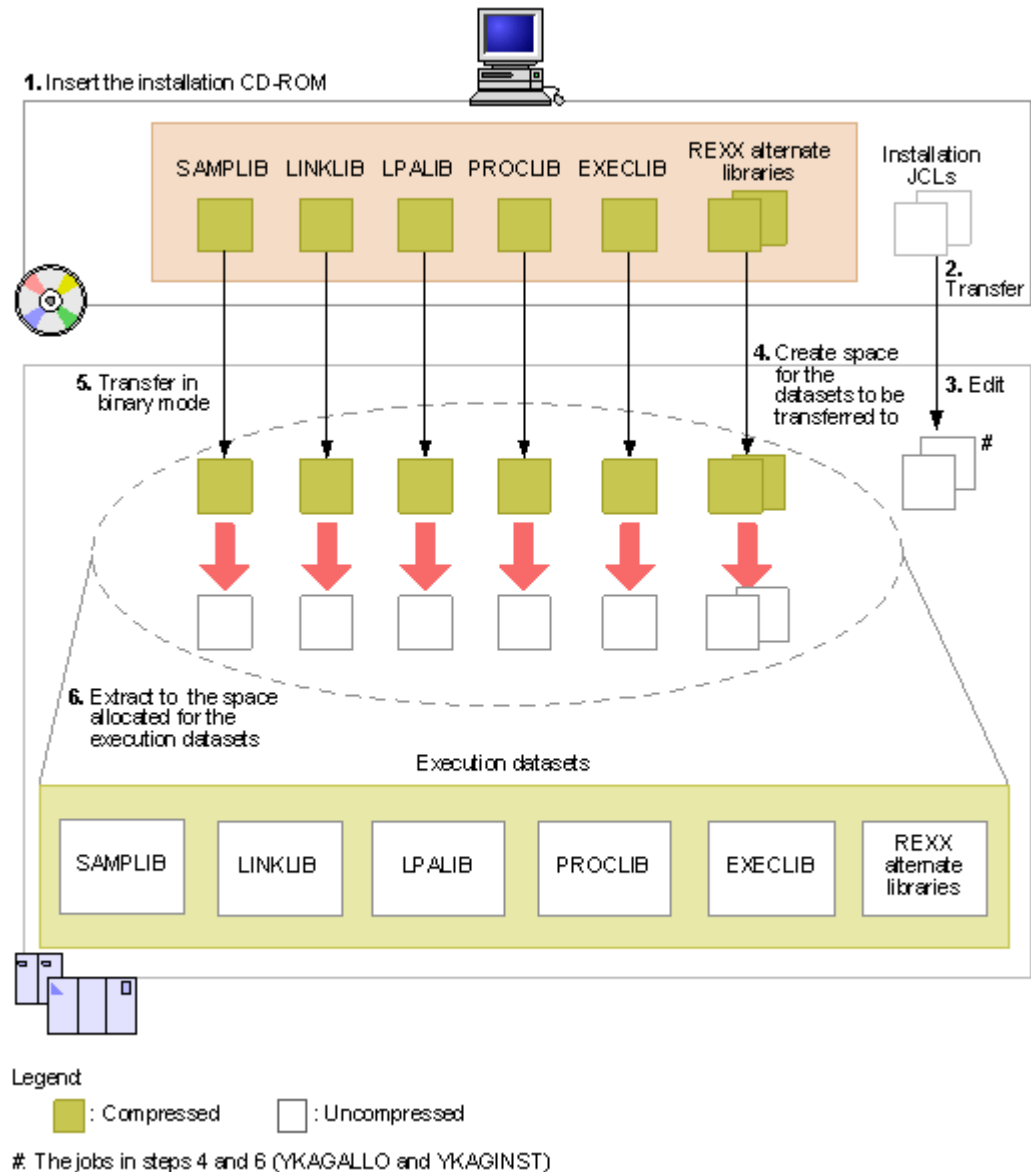 1. Insert the installation CD-ROM
SAMPLIB
LINKLIB
LPALIB
PROCLIB
EXECLIB
REXX alternate
libraries
Installation
JCLs
2.
Transfer
5. Transfer in
binary mode
4. Create space
for the
datasets to be
transferred to
3. Edit
#
6. Extract to the space
allocated for the
execution datasets
Execution datasets
SAMPLIB
LINKLIB
LPALIB
PROCLIB
EXECLIB
REXX
alternate
libraries
Legend:
: Compressed
: Uncompressed
#: The jobs in steps 4 and 6 (YKAGALLO and YKAGINST)